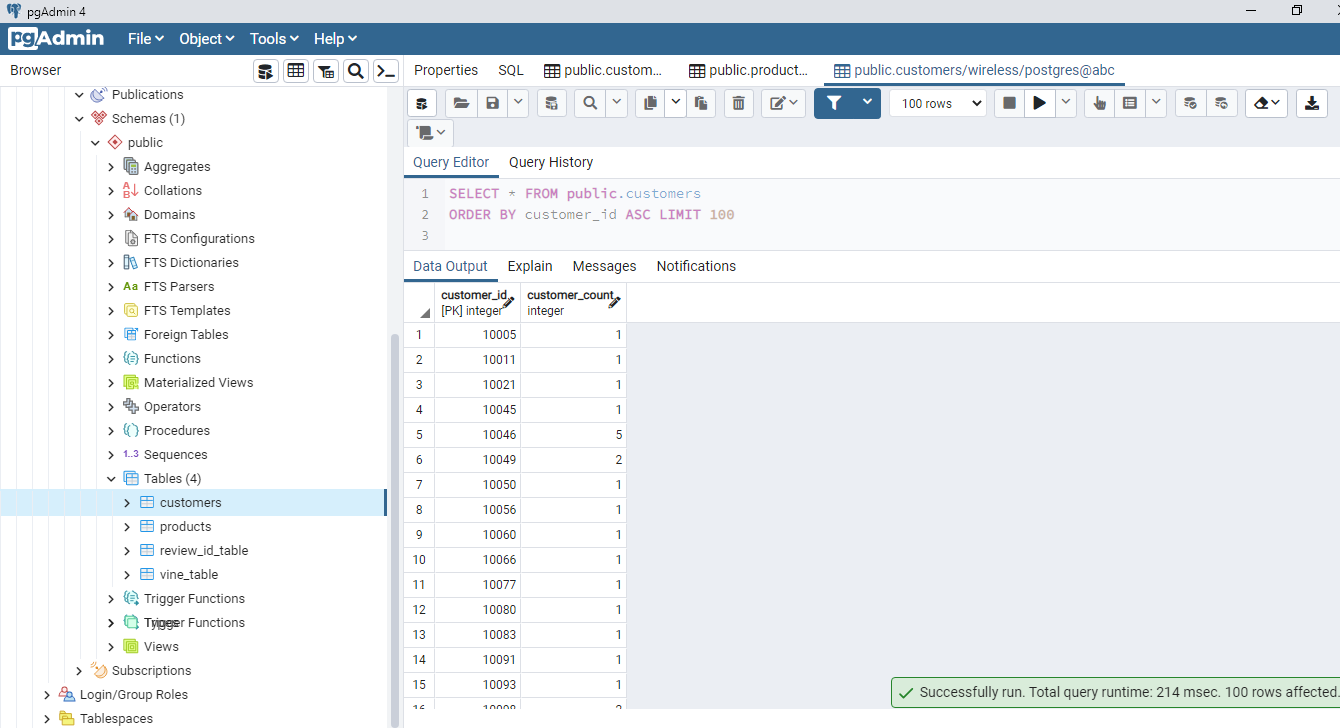 pgAdmin 4
pgAdmin File Object Tools Help
Browser
Properties SQL public.custom... public.product... public.customers/wireless/postgres@abc
Publications
Schemas (1)
public
Aggregates
Collations
Domains
FTS Configurations
FTS Dictionaries
Aa FTS Parsers
FTS Templates
Foreign Tables
Functions
Materialized Views
Operators
Procedures
1..3 Sequences
Tables (4)
customers
products
review_id_table
vine_table
Trigger Functions
Trigger Functions
Views
Subscriptions
Login/Group Roles
Tablespaces
100 rows
Query Editor Query History
1 SELECT * FROM public.customers
2 ORDER BY customer_id ASC LIMIT 100
3
Data Output Explain Messages Notifications
customer_id customer_count
[PK] integer integer
1 10005 1
2 10011 1
3 10021 1
4 10045 1
5 10046 5
6 10049 2
7 10050 1
8 10056 1
9 10060 1
10 10066 1
11 10077 1
12 10080 1
13 10083 1
14 10091 1
15 10093 1
16 10098
Successfully run. Total query runtime: 214 msec. 100 rows affected.